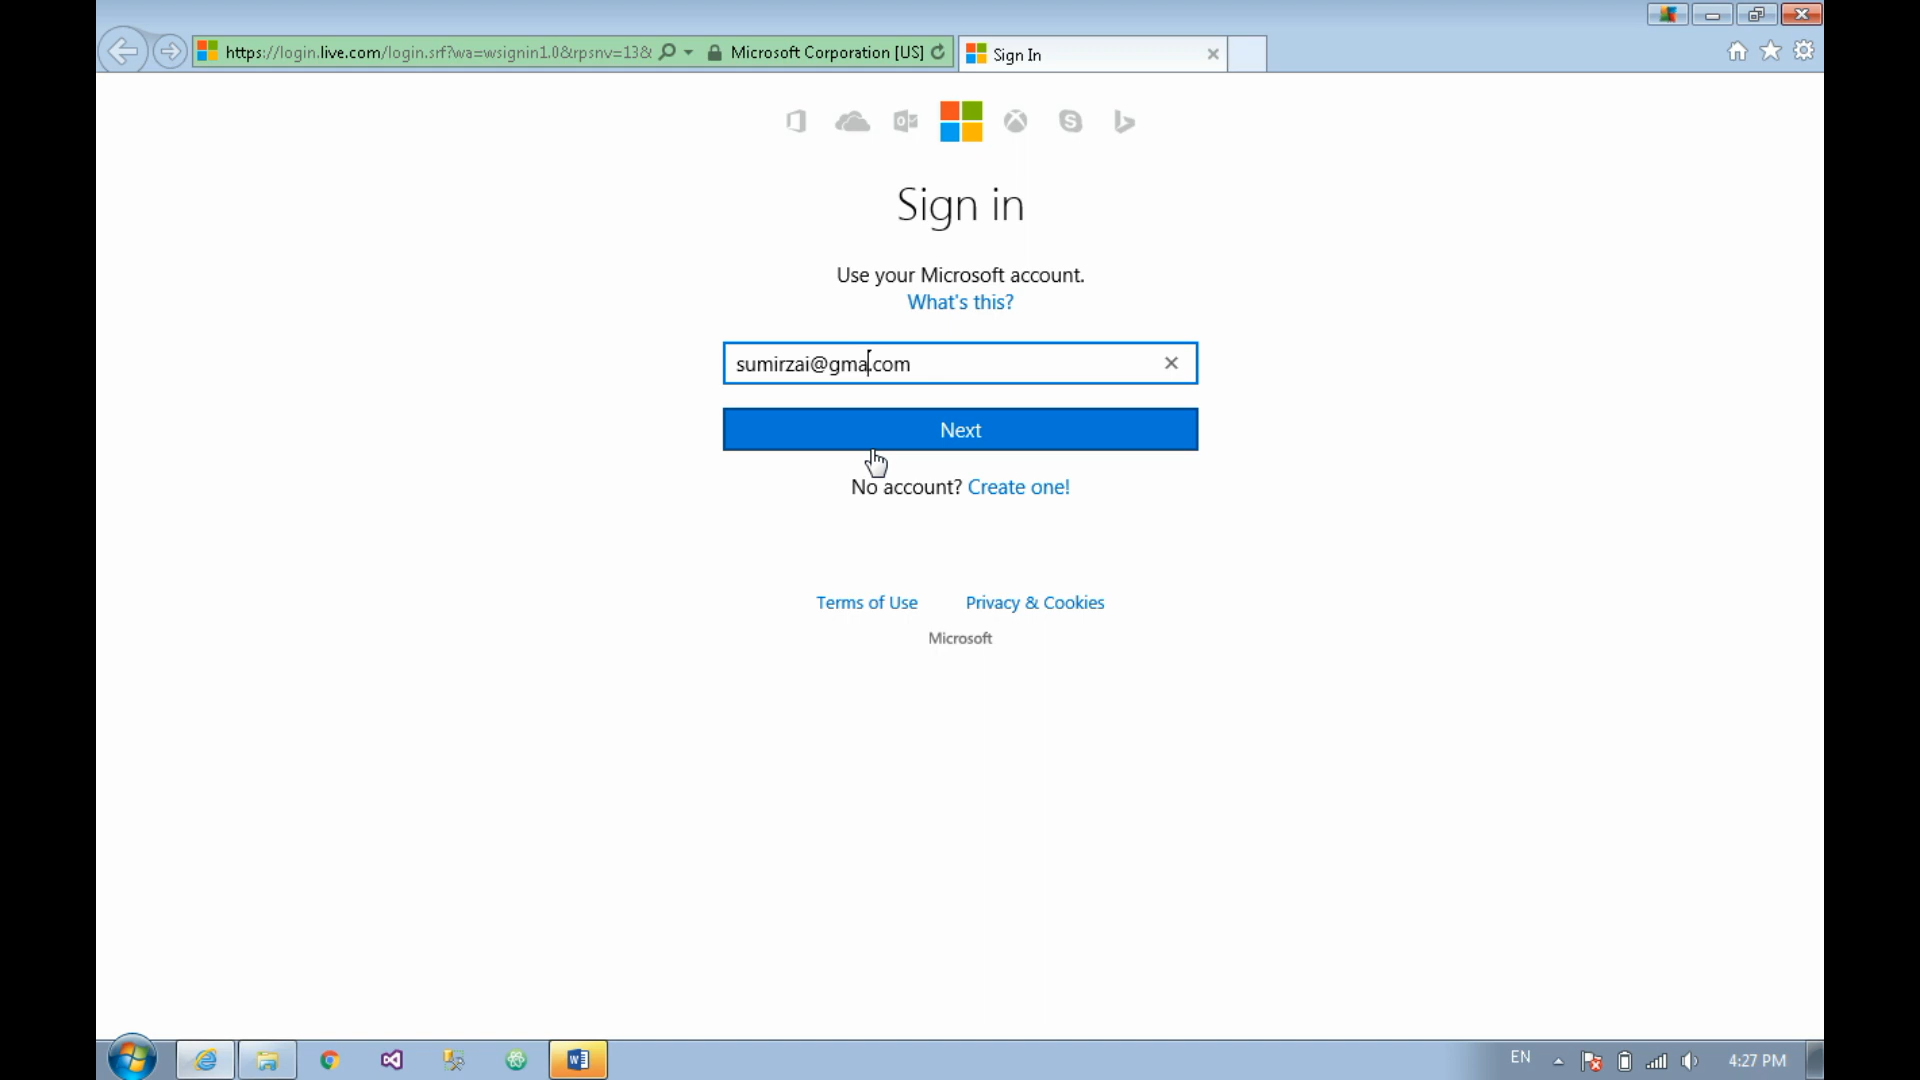 https://login.live.com/login.srf?wa=wsignin1.0&rpsnv=13& Microsoft Corporation [US] Sign In
Sign in
Use your Microsoft account.
What's this?
sumirzai@gma.com
Next
No account? Create one!
Terms of Use Privacy & Cookies
Microsoft
EN 4:27 PM